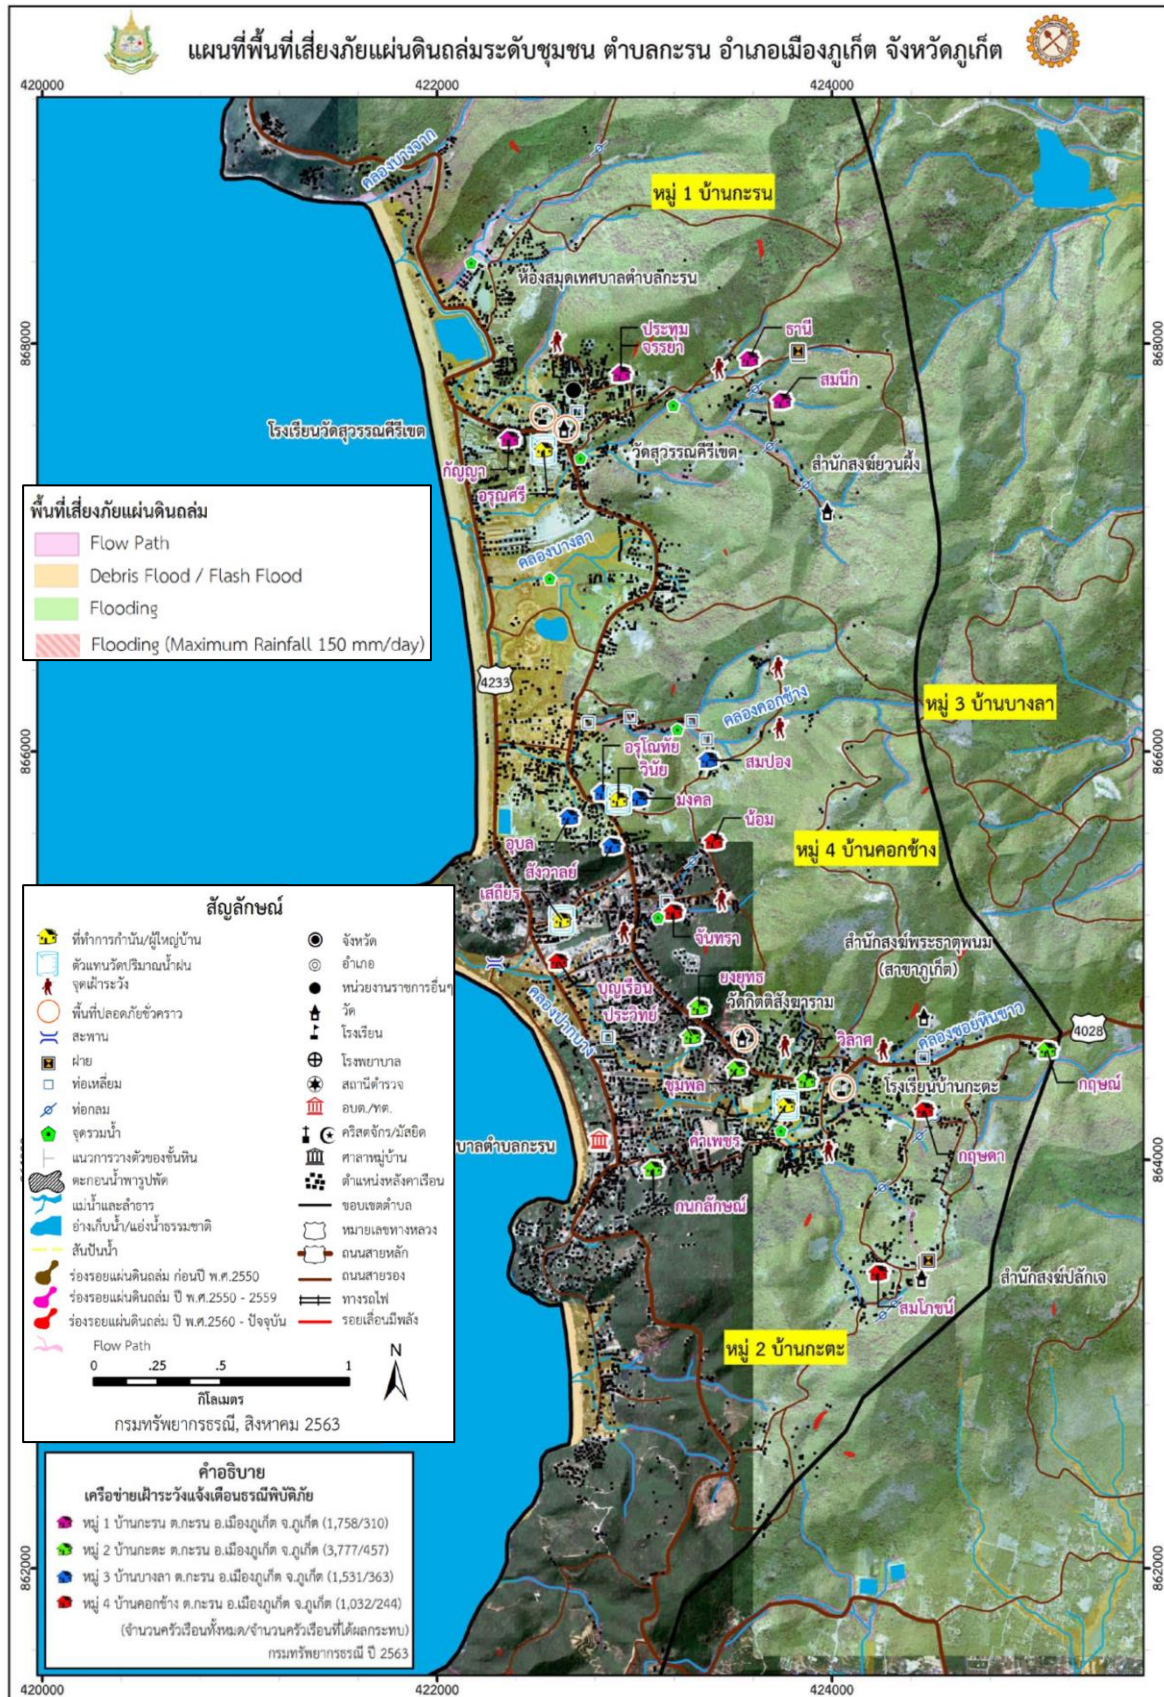 แผนที่พื้นที่เสี่ยงภัยแผ่นดินถล่มระดับชุมชน ตำบลกะรน อำเภอเมืองภูเก็ต จังหวัดภูเก็ต
420000
422000
424000
คลองบางจาก
หมู่ 1 บ้านกะรน
ห้องสมุดเทศบาลตำบลกะรน
868000
868000
ประทุม
จรรยา
ธานี
สมนึก
โรงเรียนวัดสุวรรณคีรีเขต
กัญญา
อรุณศรี
วัดสุวรรณคีรีเขต
สำนักสงฆ์ยวนผึ้ง
พื้นที่เสี่ยงภัยแผ่นดินถล่ม
Flow Path
Debris Flood / Flash Flood
Flooding
Flooding (Maximum Rainfall 150 mm/day)
คลองบางลา
4233
คลองคอกช้าง
หมู่ 3 บ้านบางลา
866000
อรุโณทัย
วินัย
สมปอง
มงคล
น้อม
อุบล
สังวาลย์
เสถียร
หมู่ 4 บ้านคอกช้าง
จันทรา
สำนักสงฆ์พระธาตุพนม
(สาขาภูเก็ต)
ยงยุทธ
วัดกิตติสังฆาราม
บุญเรือน
ประวิทย์
คลองปากบาง
วิลาศ
คลองซอยหินขาว
4028
กฤษณ์
ชุมพล
โรงเรียนบ้านกะตะ
คำเพชร
กฤษดา
บาลตำบลกะรน
864000
กนกลักษณ์
สำนักสงฆ์ปลักเจ
สมโภชน์
หมู่ 2 บ้านกะตะ
สัญลักษณ์
ที่ทำการกำนัน/ผู้ใหญ่บ้าน
ตัวแทนวัดปริมาณน้ำฝน
จุดเฝ้าระวัง
พื้นที่ปลอดภัยชั่วคราว
สะพาน
ฝาย
ท่อเหลี่ยม
ท่อกลม
จุดรวมน้ำ
แนวการวางตัวของชั้นหิน
ตะกอนน้ำพารูปพัด
แม่น้ำและลำธาร
อ่างเก็บน้ำ/แอ่งน้ำธรรมชาติ
สันปันน้ำ
ร่องรอยแผ่นดินถล่ม ก่อนปี พ.ศ.2550
ร่องรอยแผ่นดินถล่ม ปี พ.ศ.2550 - 2559
ร่องรอยแผ่นดินถล่ม ปี พ.ศ.2560 - ปัจจุบัน
Flow Path
จังหวัด
อำเภอ
หน่วยงานราชการอื่นๆ
วัด
โรงเรียน
โรงพยาบาล
สถานีตำรวจ
อบต./ทต.
คริสตจักร/มัสยิด
ศาลาหมู่บ้าน
ตำแหน่งหลังคาเรือน
ขอบเขตตำบล
หมายเลขทางหลวง
ถนนสายหลัก
ถนนสายรอง
ทางรถไฟ
รอยเลื่อนมีพลัง
0 .25 .5 1
กิโลเมตร
N
กรมทรัพยากรธรณี, สิงหาคม 2563
คำอธิบาย
เครือข่ายเฝ้าระวังแจ้งเตือนธรณีพิบัติภัย
หมู่ 1 บ้านกะรน ต.กะรน อ.เมืองภูเก็ต จ.ภูเก็ต (1,758/310)
หมู่ 2 บ้านกะตะ ต.กะรน อ.เมืองภูเก็ต จ.ภูเก็ต (3,777/457)
หมู่ 3 บ้านบางลา ต.กะรน อ.เมืองภูเก็ต จ.ภูเก็ต (1,531/363)
หมู่ 4 บ้านคอกช้าง ต.กะรน อ.เมืองภูเก็ต จ.ภูเก็ต (1,032/244)
(จำนวนครัวเรือนทั้งหมด/จำนวนครัวเรือนที่ได้ผลกระทบ)
กรมทรัพยากรธรณี ปี 2563
862000
862000
420000
422000
424000
866000